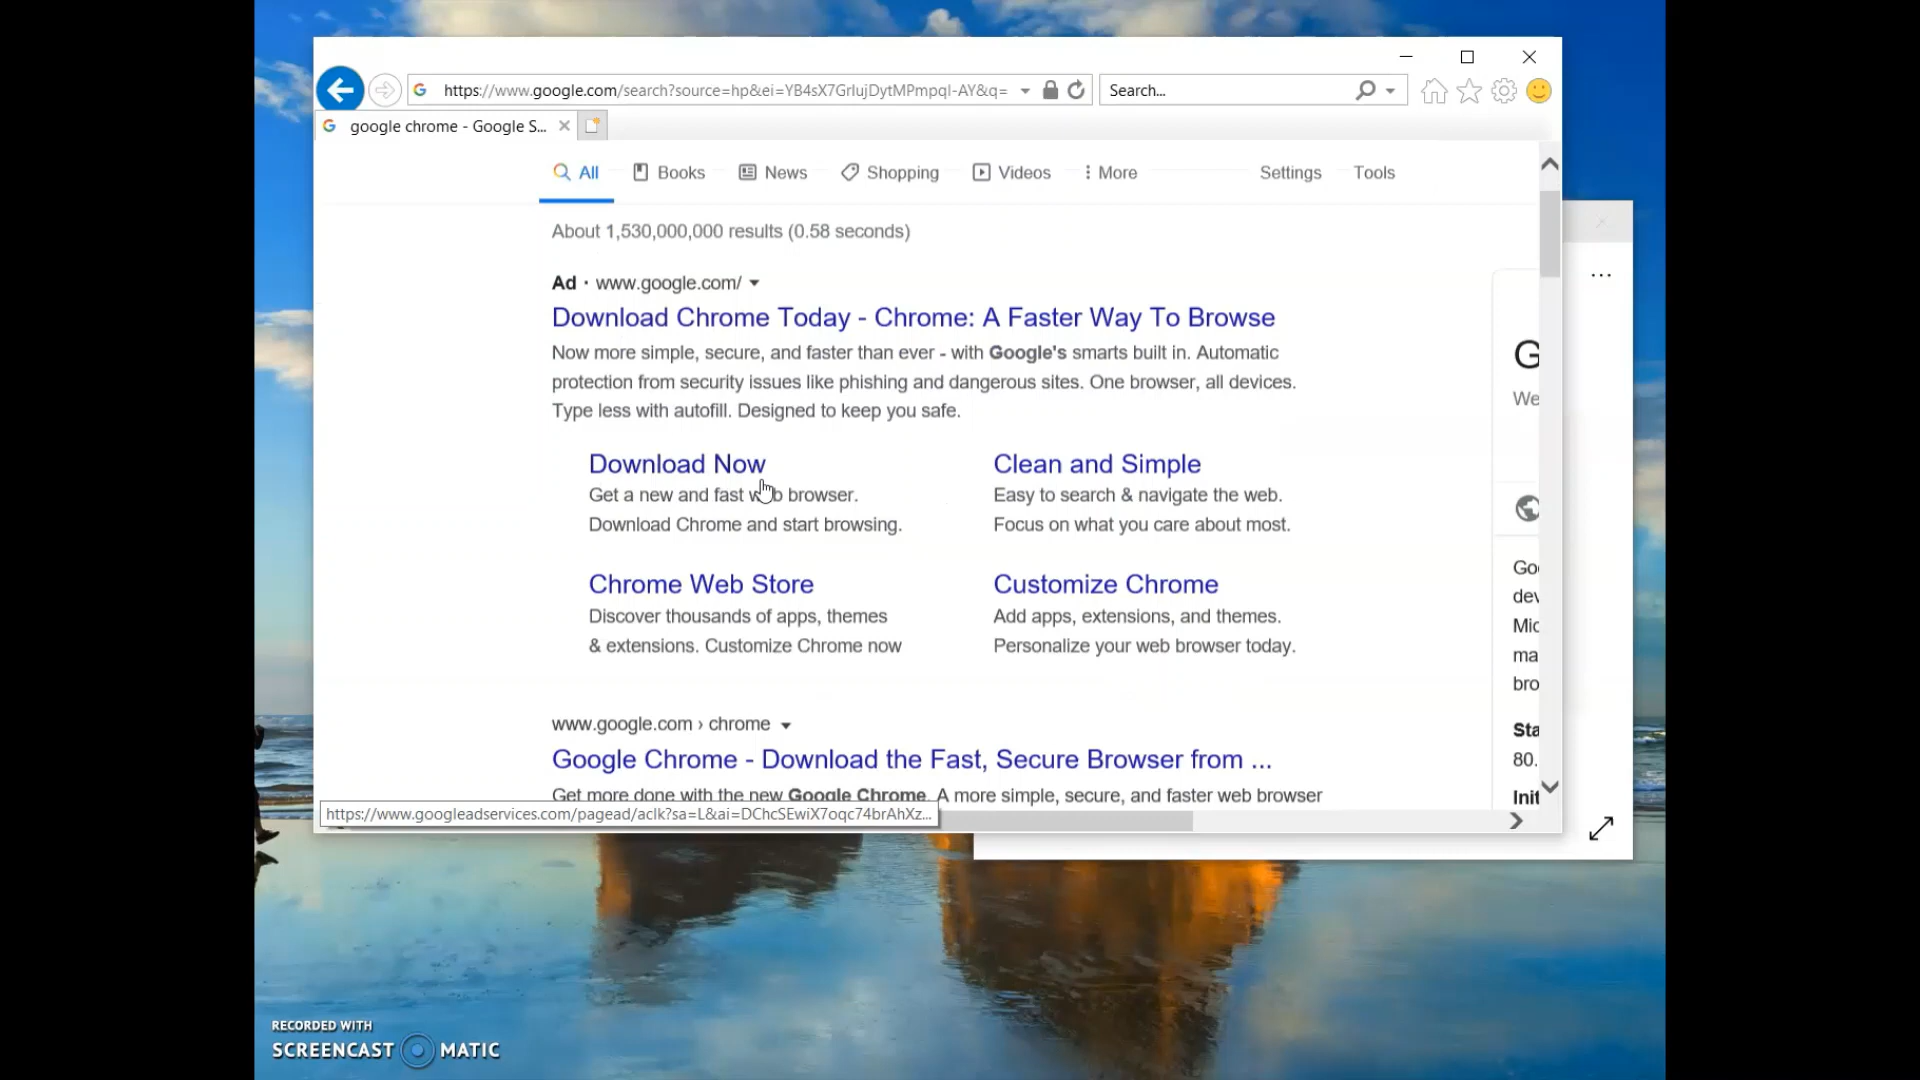 https://www.google.com/search?source=hp&ei=YB4sX7GrlujDytMPmpqI-AY&q=
Search...
google chrome - Google S...
All
Books
News
Shopping
Videos
More
Settings
Tools
About 1,530,000,000 results (0.58 seconds)
Ad · www.google.com/
Download Chrome Today - Chrome: A Faster Way To Browse
Now more simple, secure, and faster than ever - with Google's smarts built in. Automatic
protection from security issues like phishing and dangerous sites. One browser, all devices.
Type less with autofill. Designed to keep you safe.
Download Now
Get a new and fast web browser.
Download Chrome and start browsing.
Clean and Simple
Easy to search & navigate the web.
Focus on what you care about most.
Chrome Web Store
Discover thousands of apps, themes
& extensions. Customize Chrome now
Customize Chrome
Add apps, extensions, and themes.
Personalize your web browser today.
www.google.com › chrome
Google Chrome - Download the Fast, Secure Browser from ...
Get more done with the new Google Chrome. A more simple, secure, and faster web browser
https://www.googleadservices.com/pagead/aclk?sa=L&ai=DChcSEwiX7oqc74brAhXz...
G
We
Goo
dev
Mic
ma
bro
Sta
80.
Init
RECORDED WITH
SCREENCAST MATIC